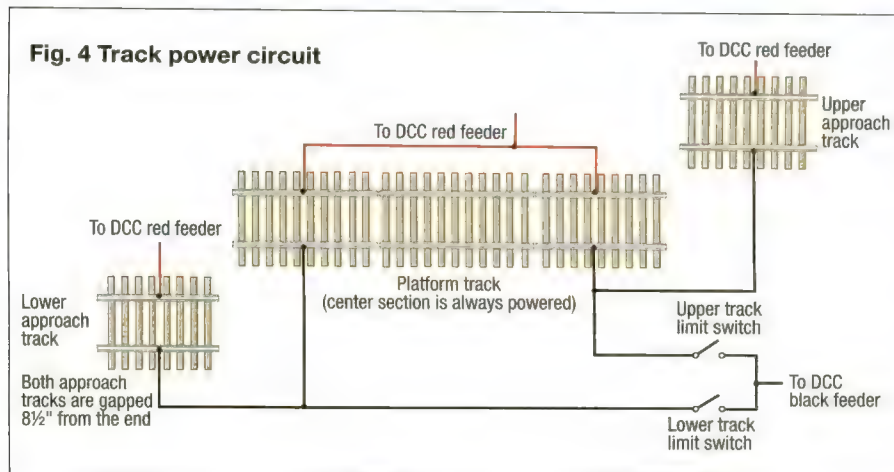 Fig. 4 Track power circuit
To DCC red feeder
Upper
approach
track
To DCC red feeder
To DCC red feeder
Lower
approach
track
Platform track
(center section is always powered)
Upper track
limit switch
Both approach
tracks are gapped
8½" from the end
To DCC
black feeder
Lower track
limit switch